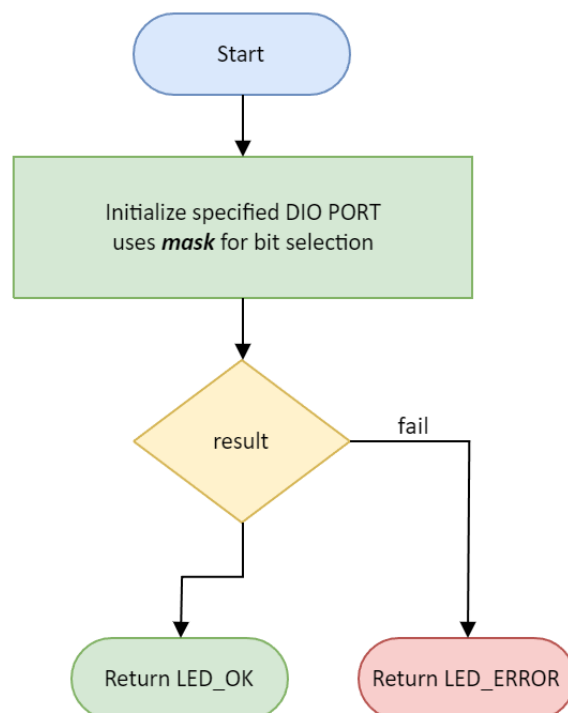 Start
Initialize specified DIO PORT
uses mask for bit selection
result
fail
Return LED_OK
Return LED_ERROR